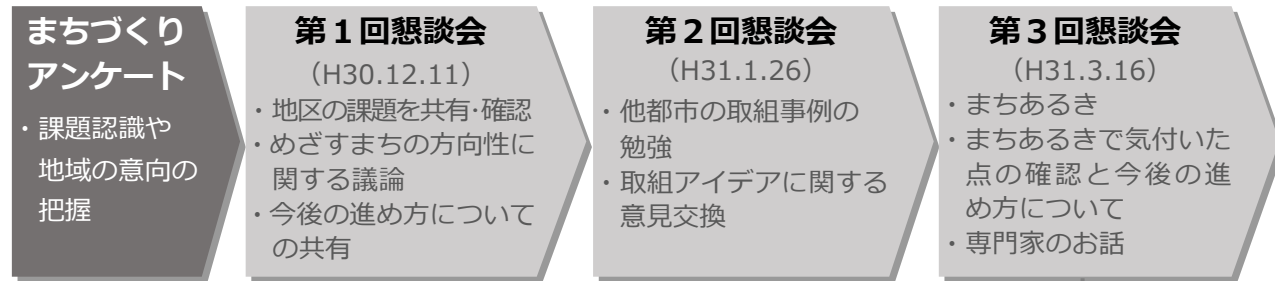 まちづくり
アンケート
・課題認識や
地域の意向の
把握
第1回懇談会
（H30.12.11）
・地区の課題を共有・確認
・めざすまちの方向性に
関する議論
・今後の進め方について
の共有
第2回懇談会
（H31.1.26）
・他都市の取組事例の
勉強
・取組アイデアに関する
意見交換
第3回懇談会
（H31.3.16）
・まちあるき
・まちあるきで気付いた
点の確認と今後の進
め方について
・専門家のお話